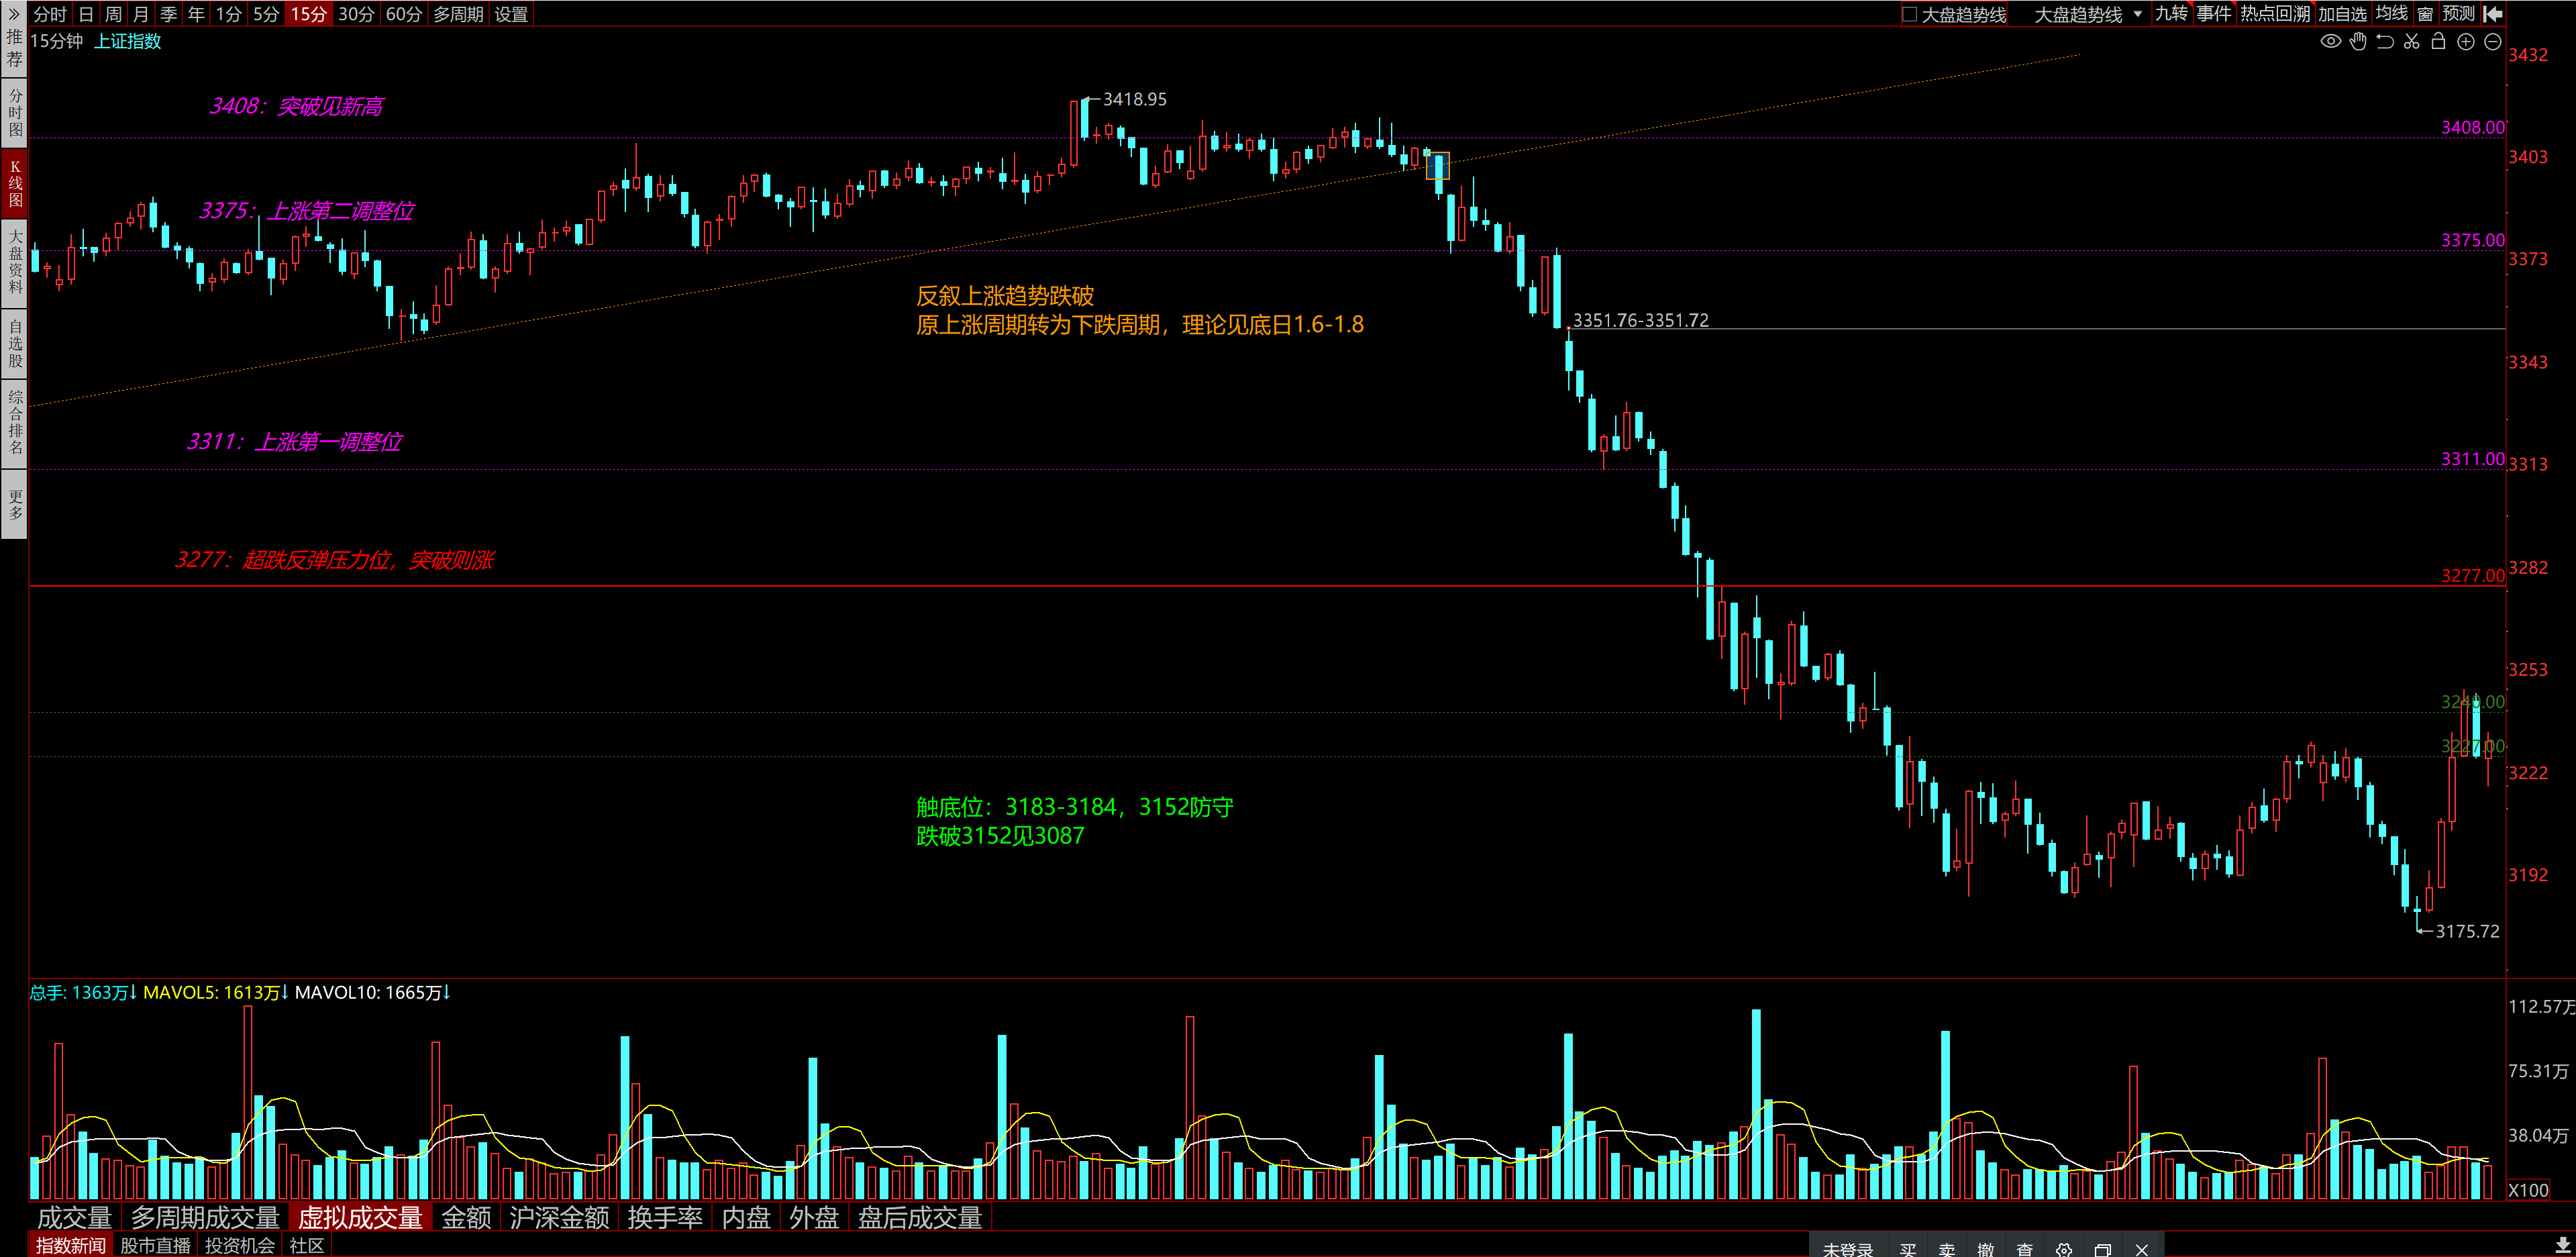 分时 日 周 月 季 年 1分 5分 15分 30分 60分 多周期 设置
大盘趋势线 大盘趋势线 九转 事件 热点回溯 加自选 均线 窗 预测
推荐
分时图
K线图
大盘资料
自选股
综合排名
更多
15分钟 上证指数
3432
3418.95
3408：突破见新高
3408.00
3403
3375：上涨第二调整位
3375.00
3373
反叙上涨趋势跌破
原上涨周期转为下跌周期，理论见底日1.6-1.8
3351.76-3351.72
3343
3311：上涨第一调整位
3311.00
3313
3277：超跌反弹压力位，突破则涨
3277.00
3282
3253
3240.00
3227.00
3222
触底位：3183-3184，3152防守
跌破3152见3087
3192
3175.72
总手: 1363万↓ MAVOL5: 1613万↓ MAVOL10: 1665万↓
112.57万
75.31万
38.04万
X100
成交量 多周期成交量 虚拟成交量 金额 沪深金额 换手率 内盘 外盘 盘后成交量
指数新闻 股市直播 投资机会 社区
未登录 买 卖 撤 查